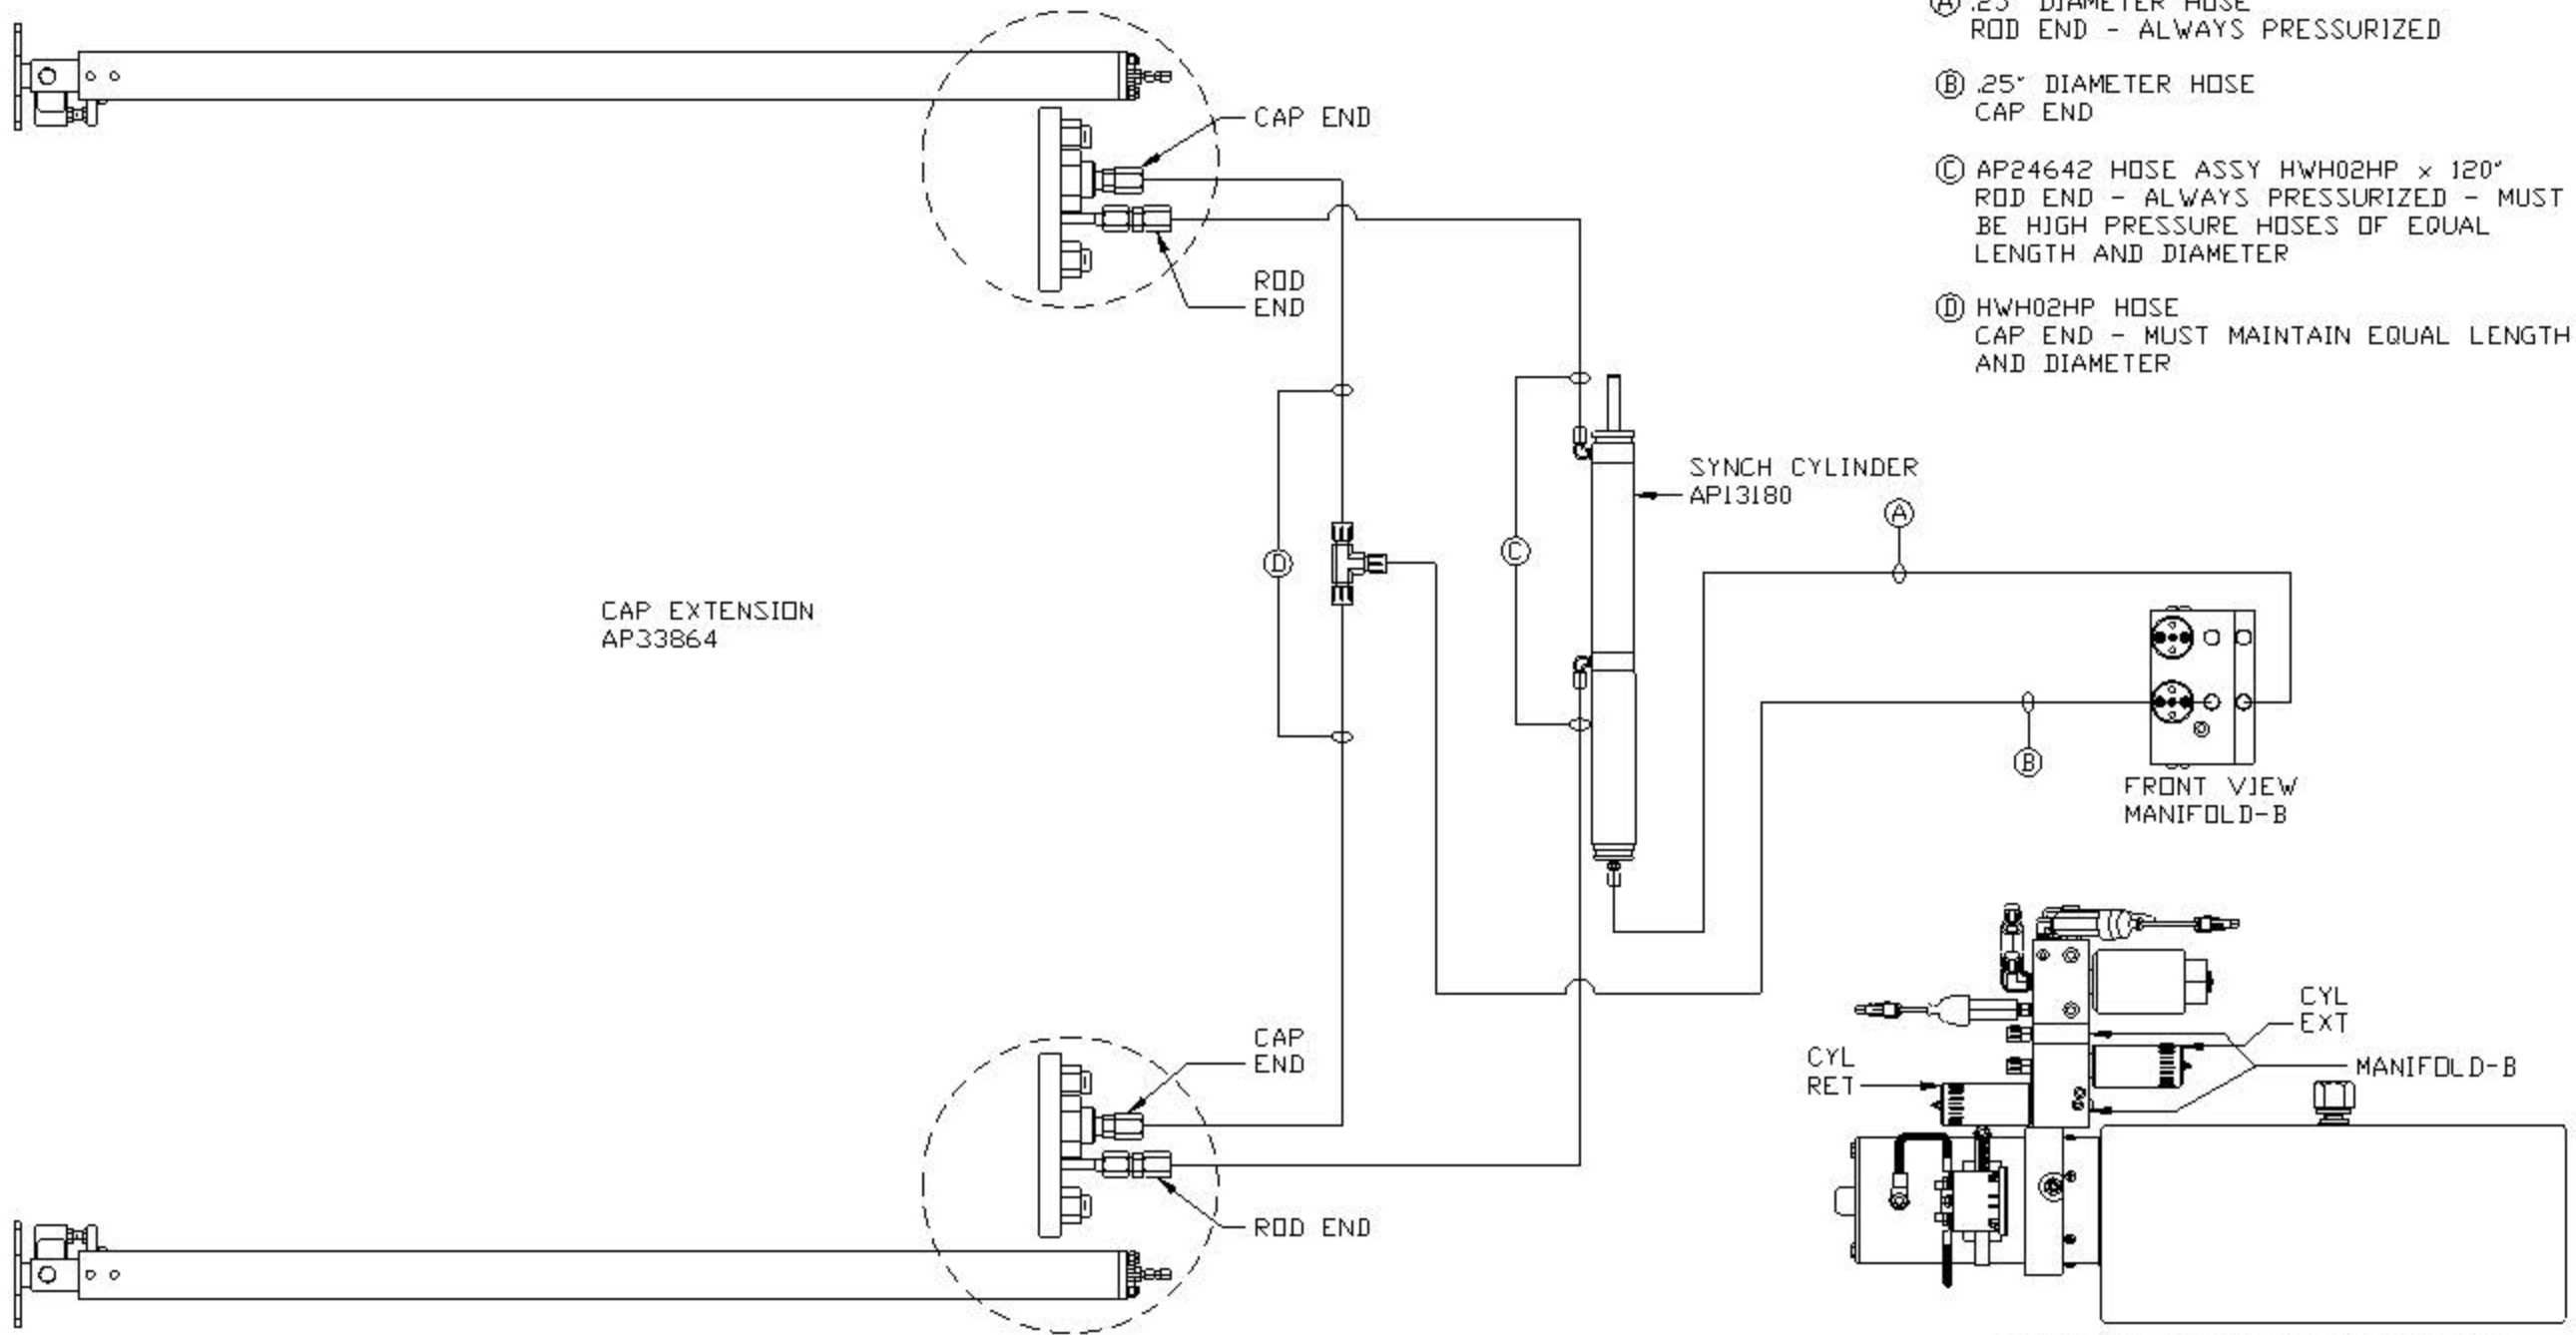 Ⓐ .25" DIAMETER HOSE
ROD END - ALWAYS PRESSURIZED
Ⓑ .25" DIAMETER HOSE
CAP END
Ⓒ AP24642 HOSE ASSY HWH02HP x 120"
ROD END - ALWAYS PRESSURIZED - MUST
BE HIGH PRESSURE HOSES OF EQUAL
LENGTH AND DIAMETER
Ⓓ HWH02HP HOSE
CAP END - MUST MAINTAIN EQUAL LENGTH
AND DIAMETER
CAP END
ROD
END
SYNCH CYLINDER
AP13180
Ⓐ
Ⓓ
Ⓒ
CAP EXTENSION
AP33864
Ⓑ
FRONT VIEW
MANIFOLD-B
CAP
END
ROD END
CYL
EXT
CYL
RET
MANIFOLD-B